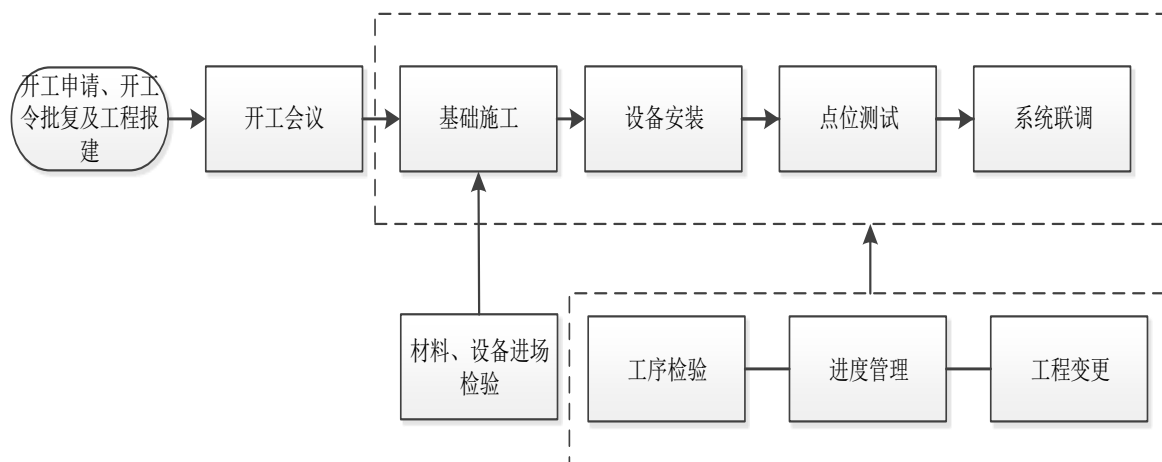 开工申请、开工
令批复及工程报
建
开工会议
基础施工
设备安装
点位测试
系统联调
材料、设备进场
检验
工序检验
进度管理
工程变更